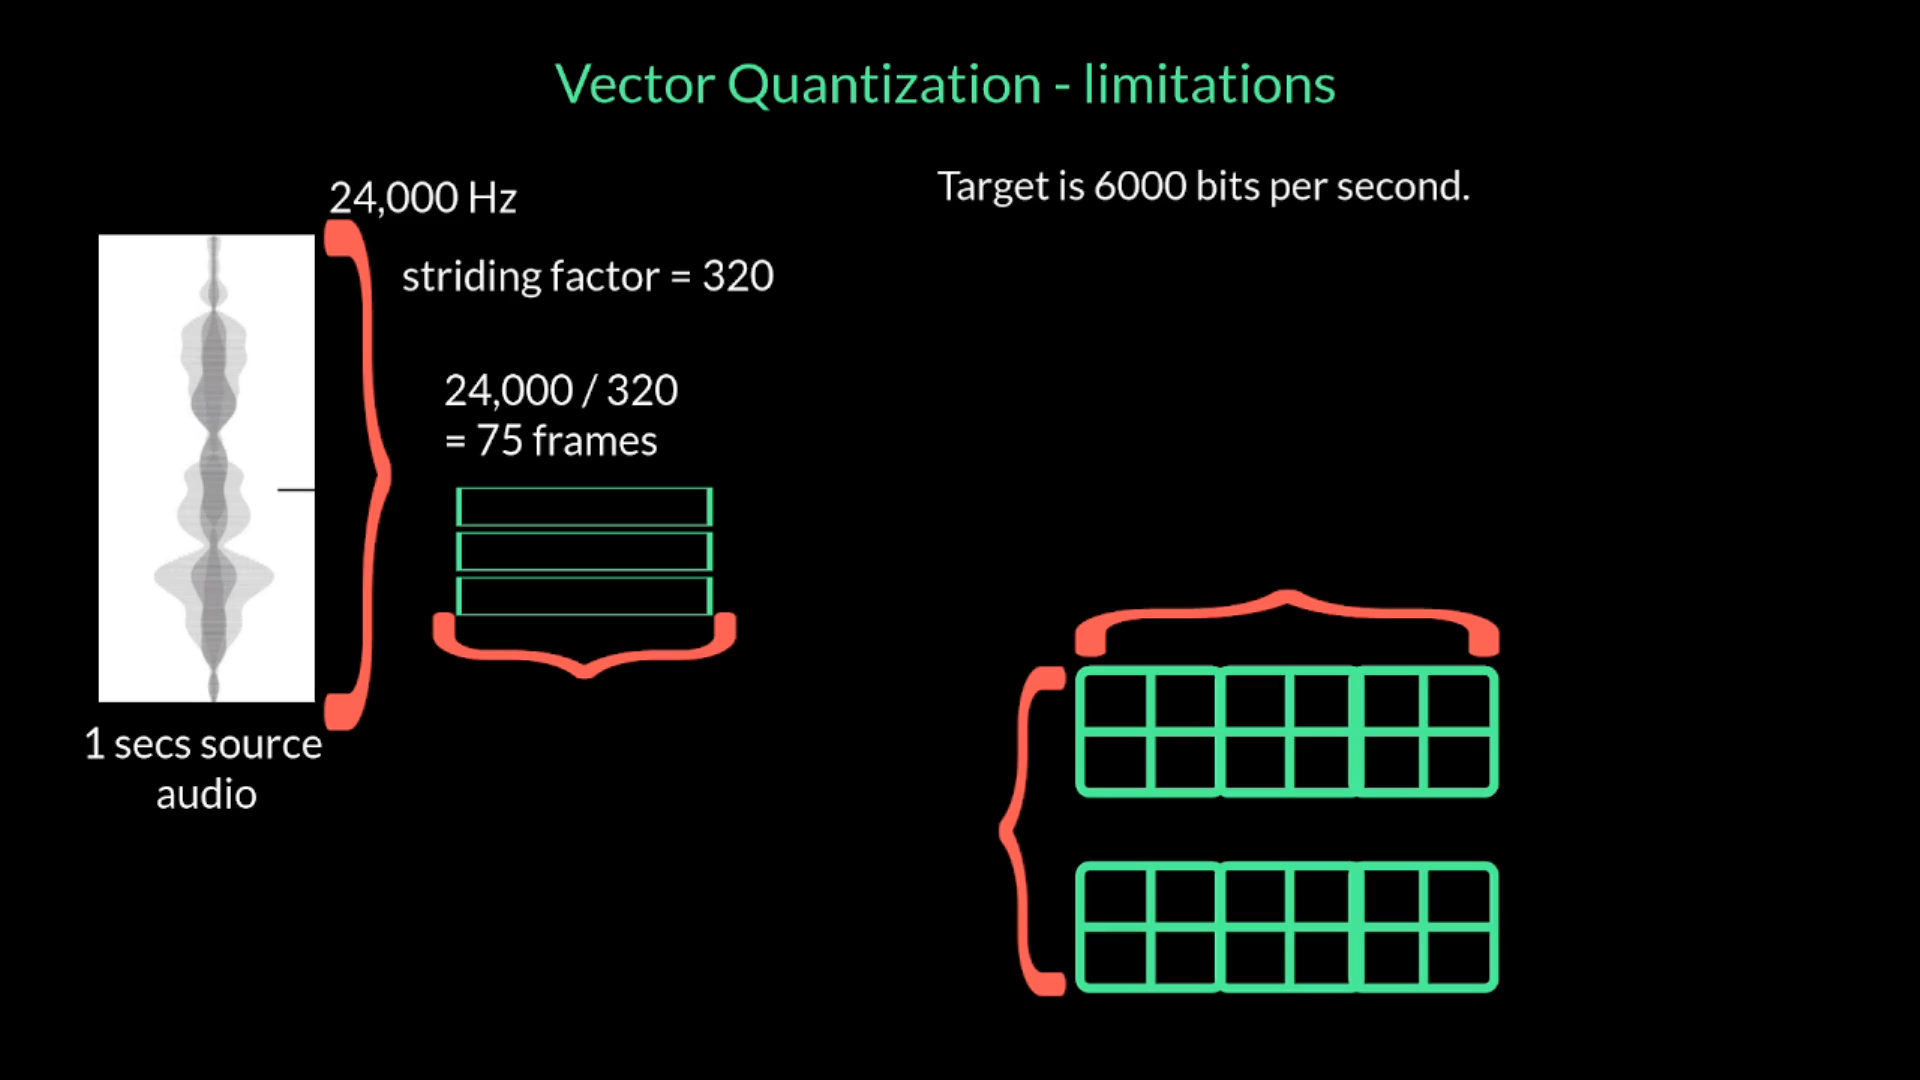 Vector Quantization - limitations
24,000 Hz
Target is 6000 bits per second.
striding factor = 320
24,000 / 320
= 75 frames
1 secs source
audio